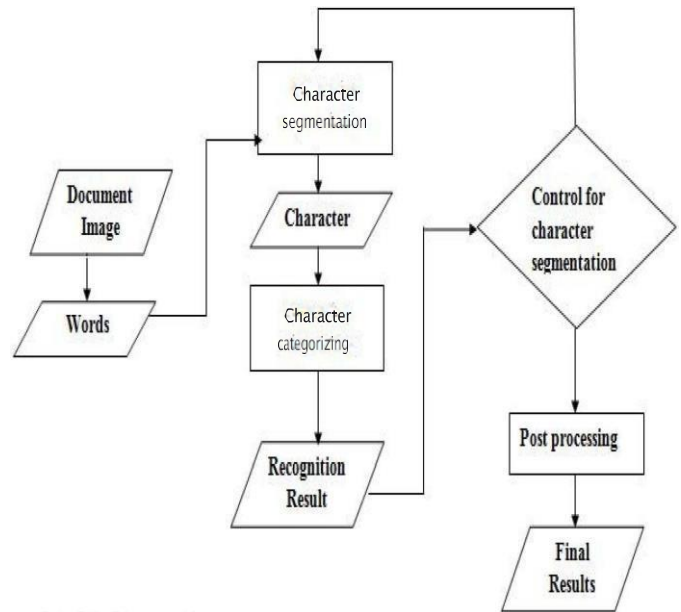 Document
Image
Words
Character
segmentation
Character
Character
categorizing
Recognition
Result
Control for
character
segmentation
Post processing
Final
Results